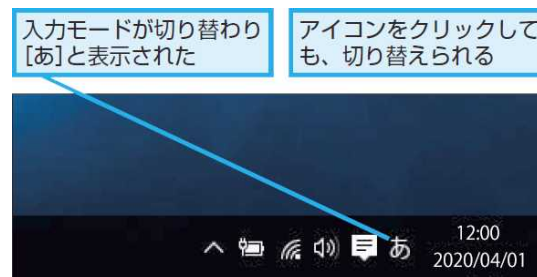 入力モードが切り替わり
[あ]と表示された
アイコンをクリックして
も、切り替えられる
あ
12:00
2020/04/01